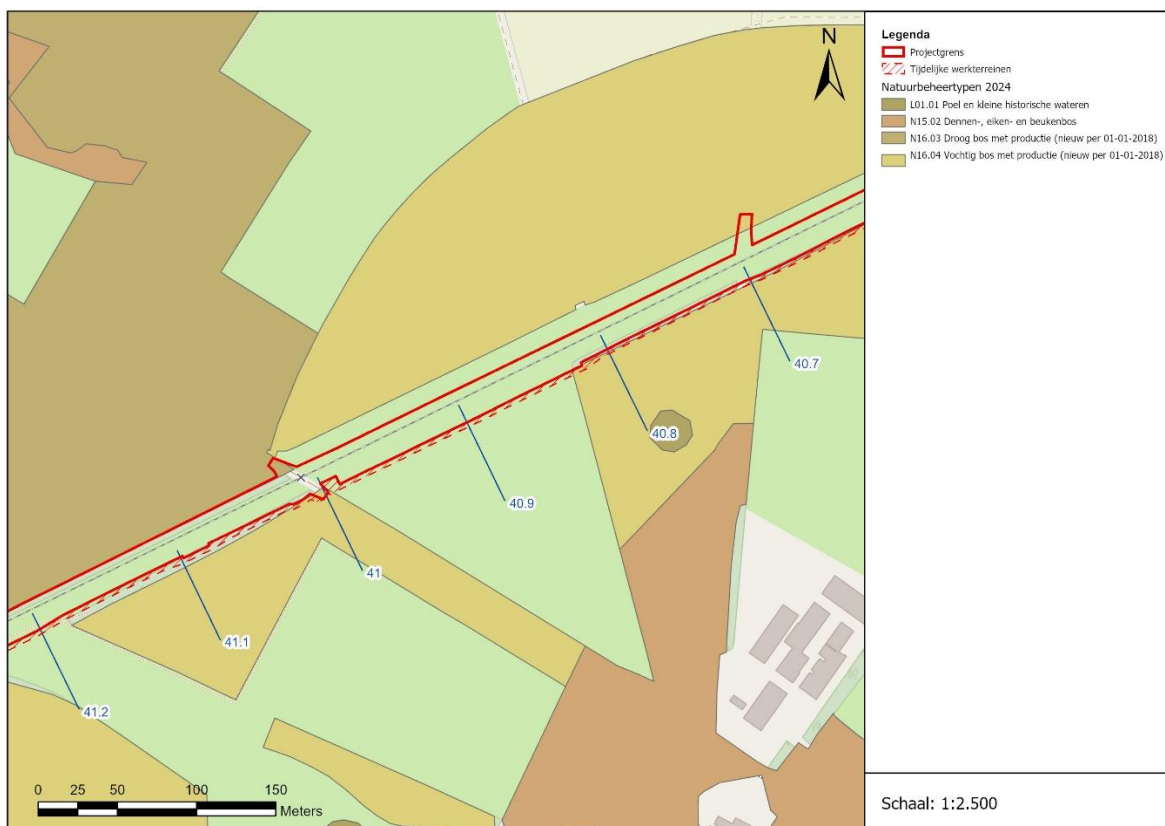 N
40.7
40.8
40.9
41
41.1
41.2
0 25 50 100 150
Meters
Legenda
Projectgrens
Tijdelijke werkterreinen
Natuurbeheertypen 2024
L01.01 Poel en kleine historische wateren
N15.02 Dennen-, eiken- en beukenbos
N16.03 Droog bos met productie (nieuw per 01-01-2018)
N16.04 Vochtig bos met productie (nieuw per 01-01-2018)
Schaal: 1:2.500